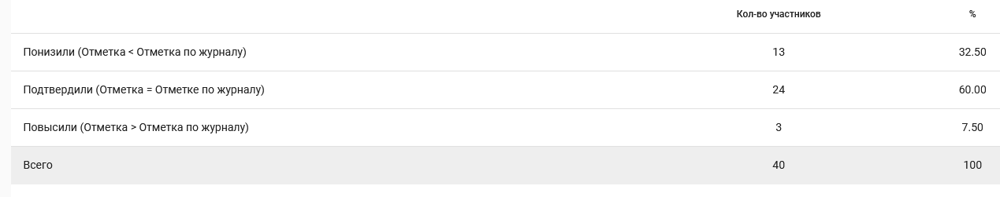 Кол-во участников %
Понизили (Отметка < Отметка по журналу) 13 32.50
Подтвердили (Отметка = Отметке по журналу) 24 60.00
Повысили (Отметка > Отметка по журналу) 3 7.50
Всего 40 100